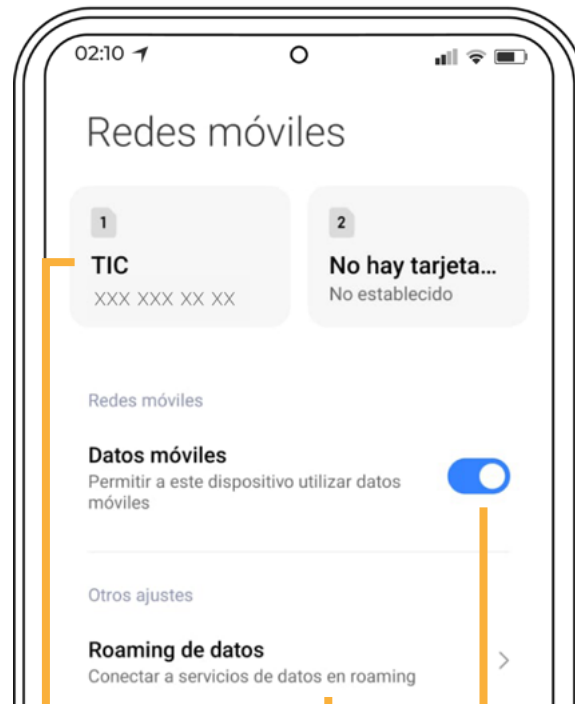 02:10
Redes móviles
1
2
TIC
No hay tarjeta...
XXX XXX XX XX
No establecido
Redes móviles
Datos móviles
Permitir a este dispositivo utilizar datos
móviles
Otros ajustes
Roaming de datos
Conectar a servicios de datos en roaming